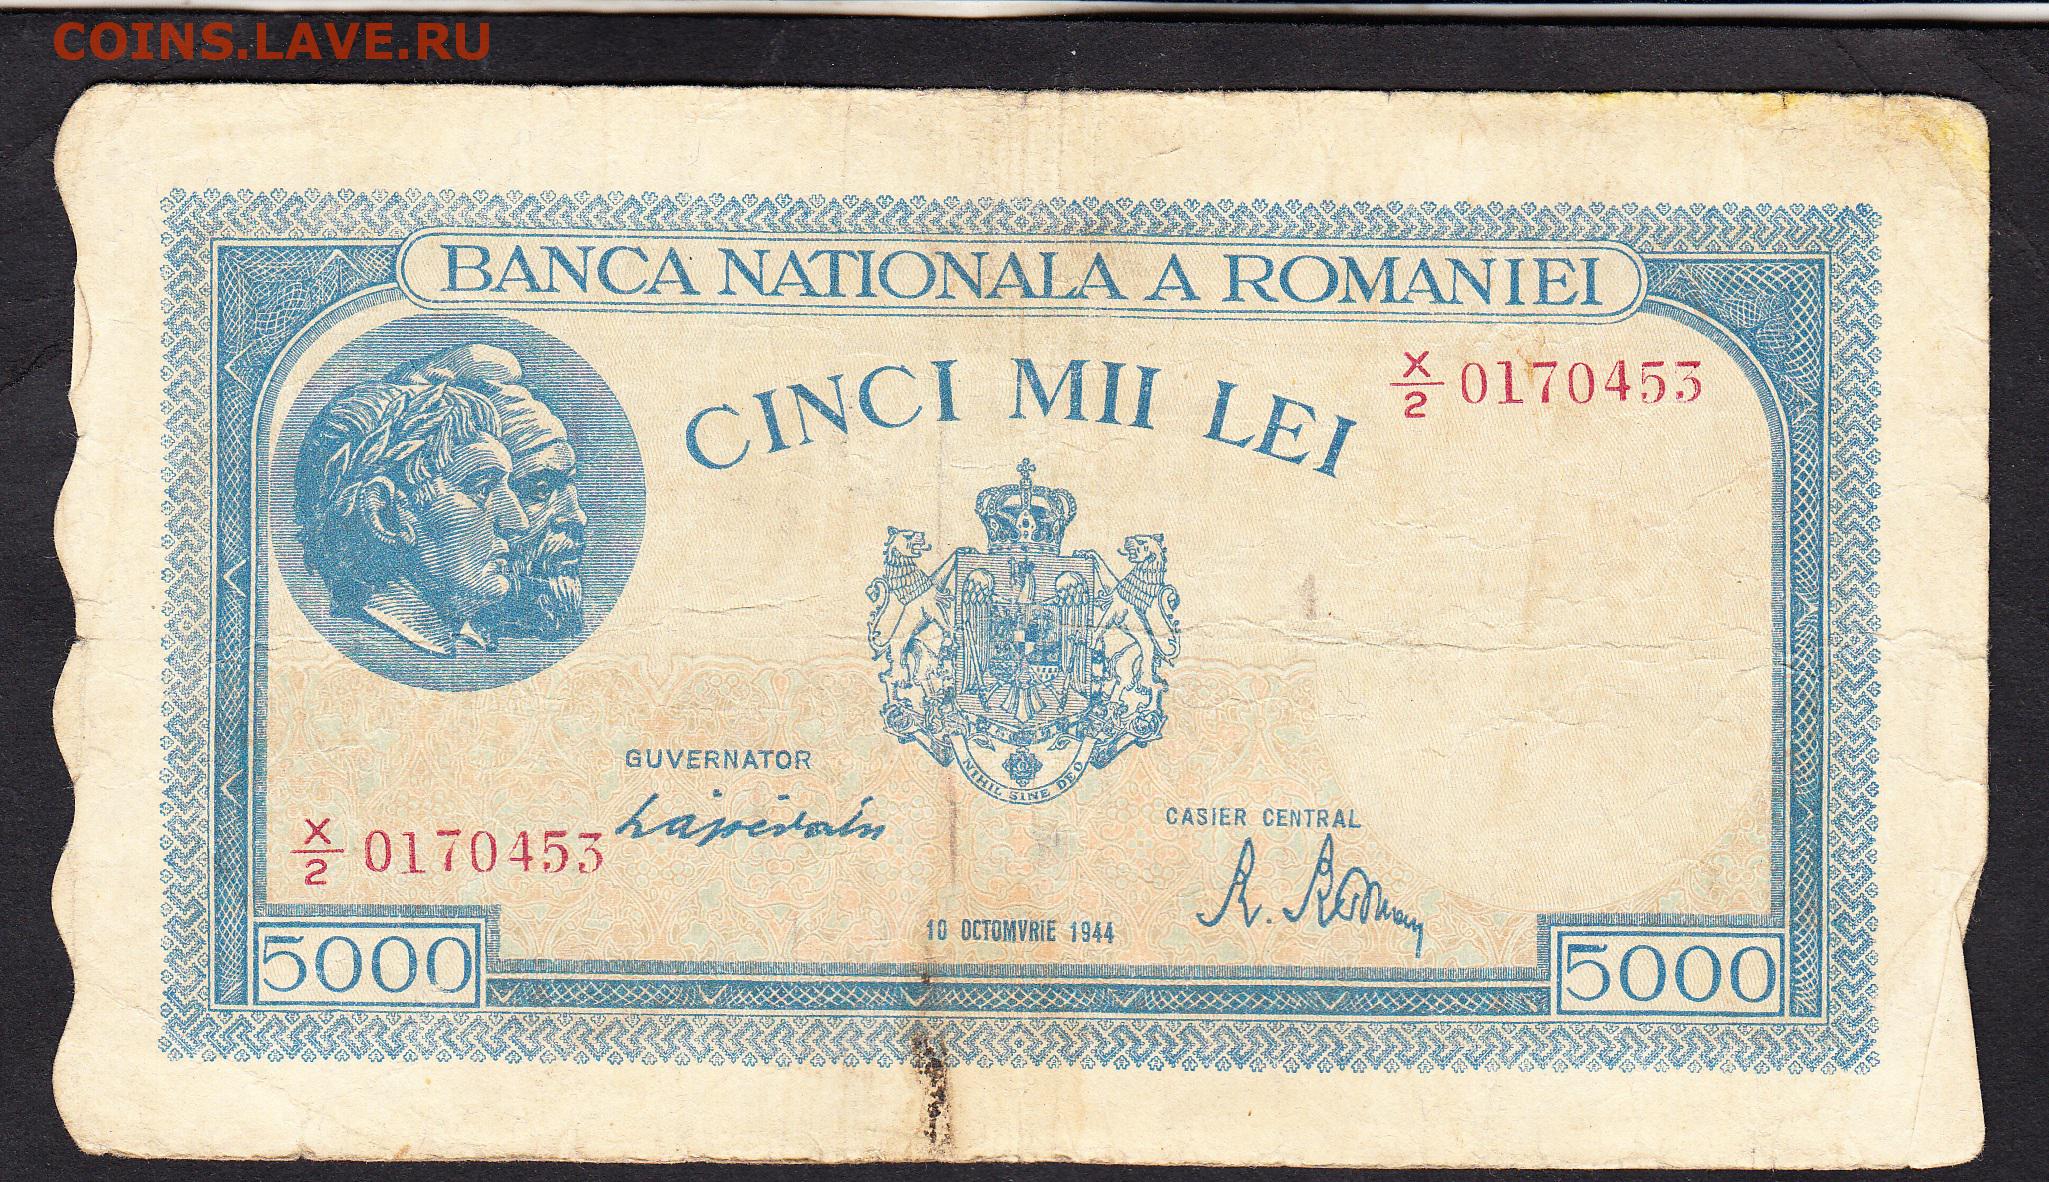 COINS.LAVE.RU
BANCA NATIONALA A ROMANIEI
CINCI MII LEI
X/2 0170453
NIHIL SINE DEO
GUVERNATOR
CASIER CENTRAL
X/2 0170453
10 OCTOMVRIE 1944
5000
5000